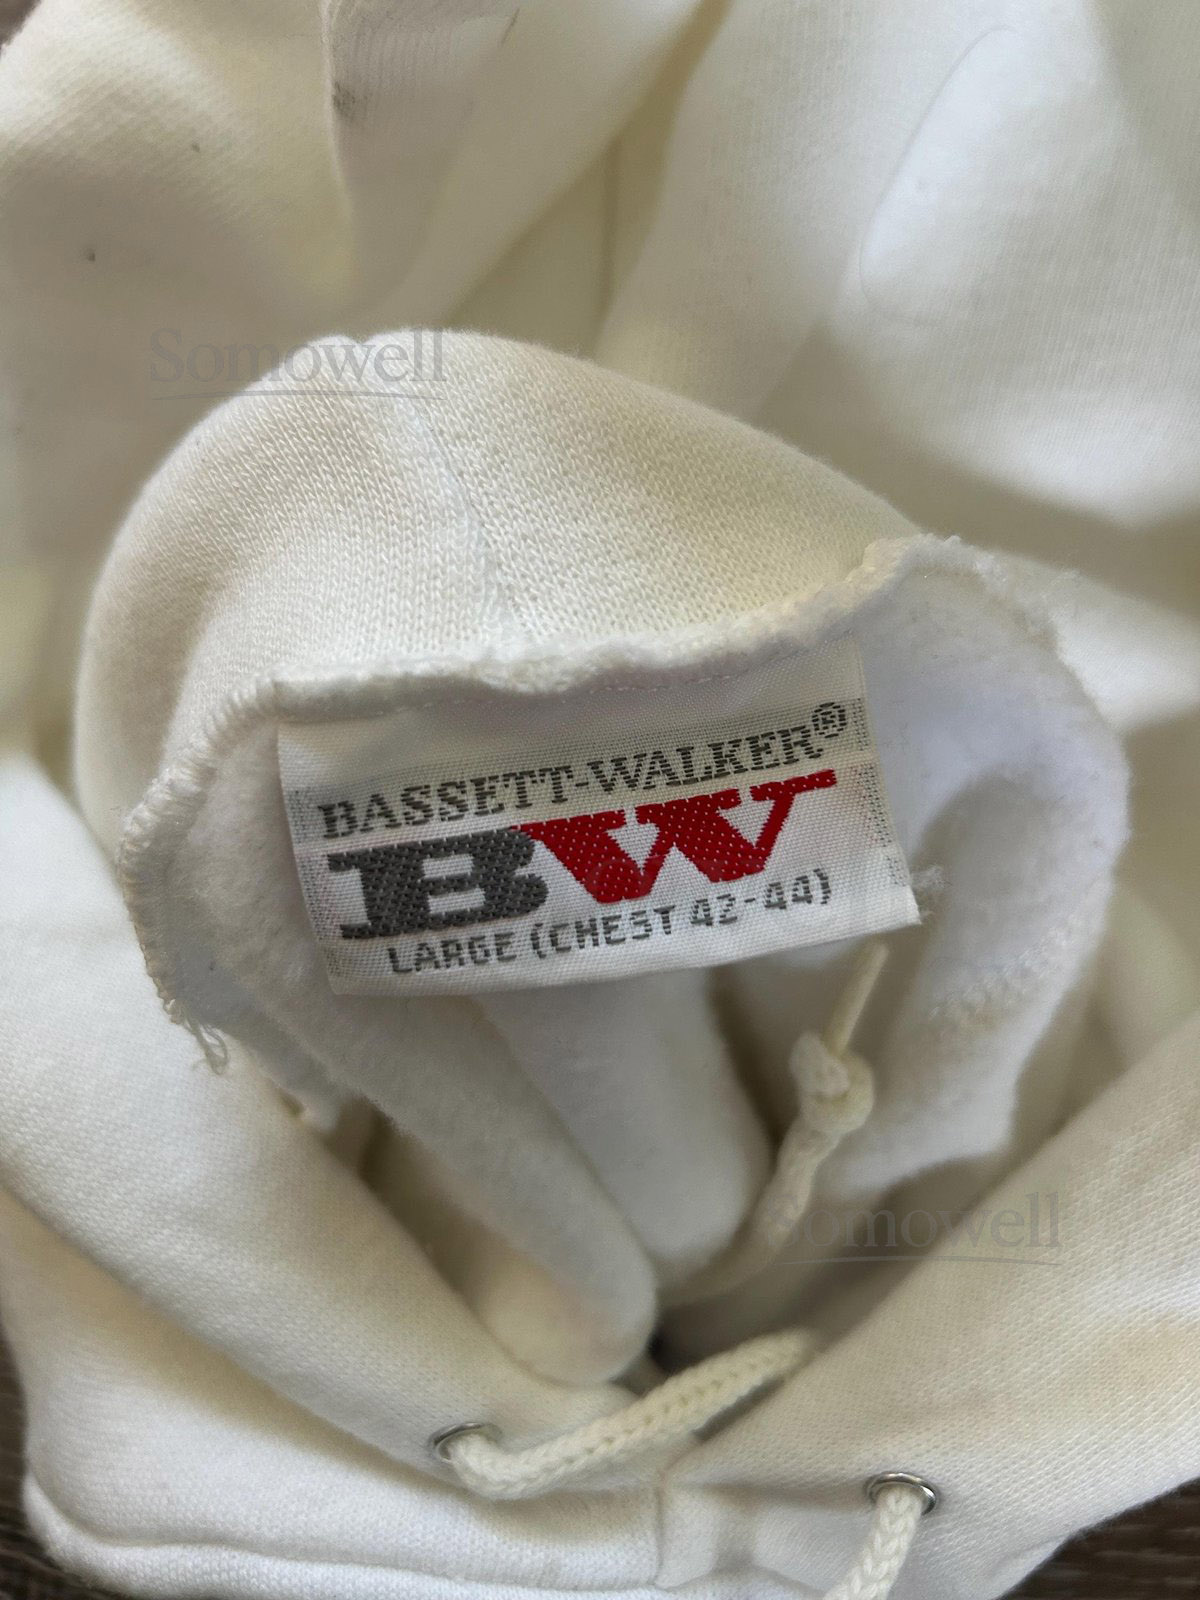 Somowell
BASSETT-WALKER®
BW
LARGE (CHEST 42-44)
Somowell